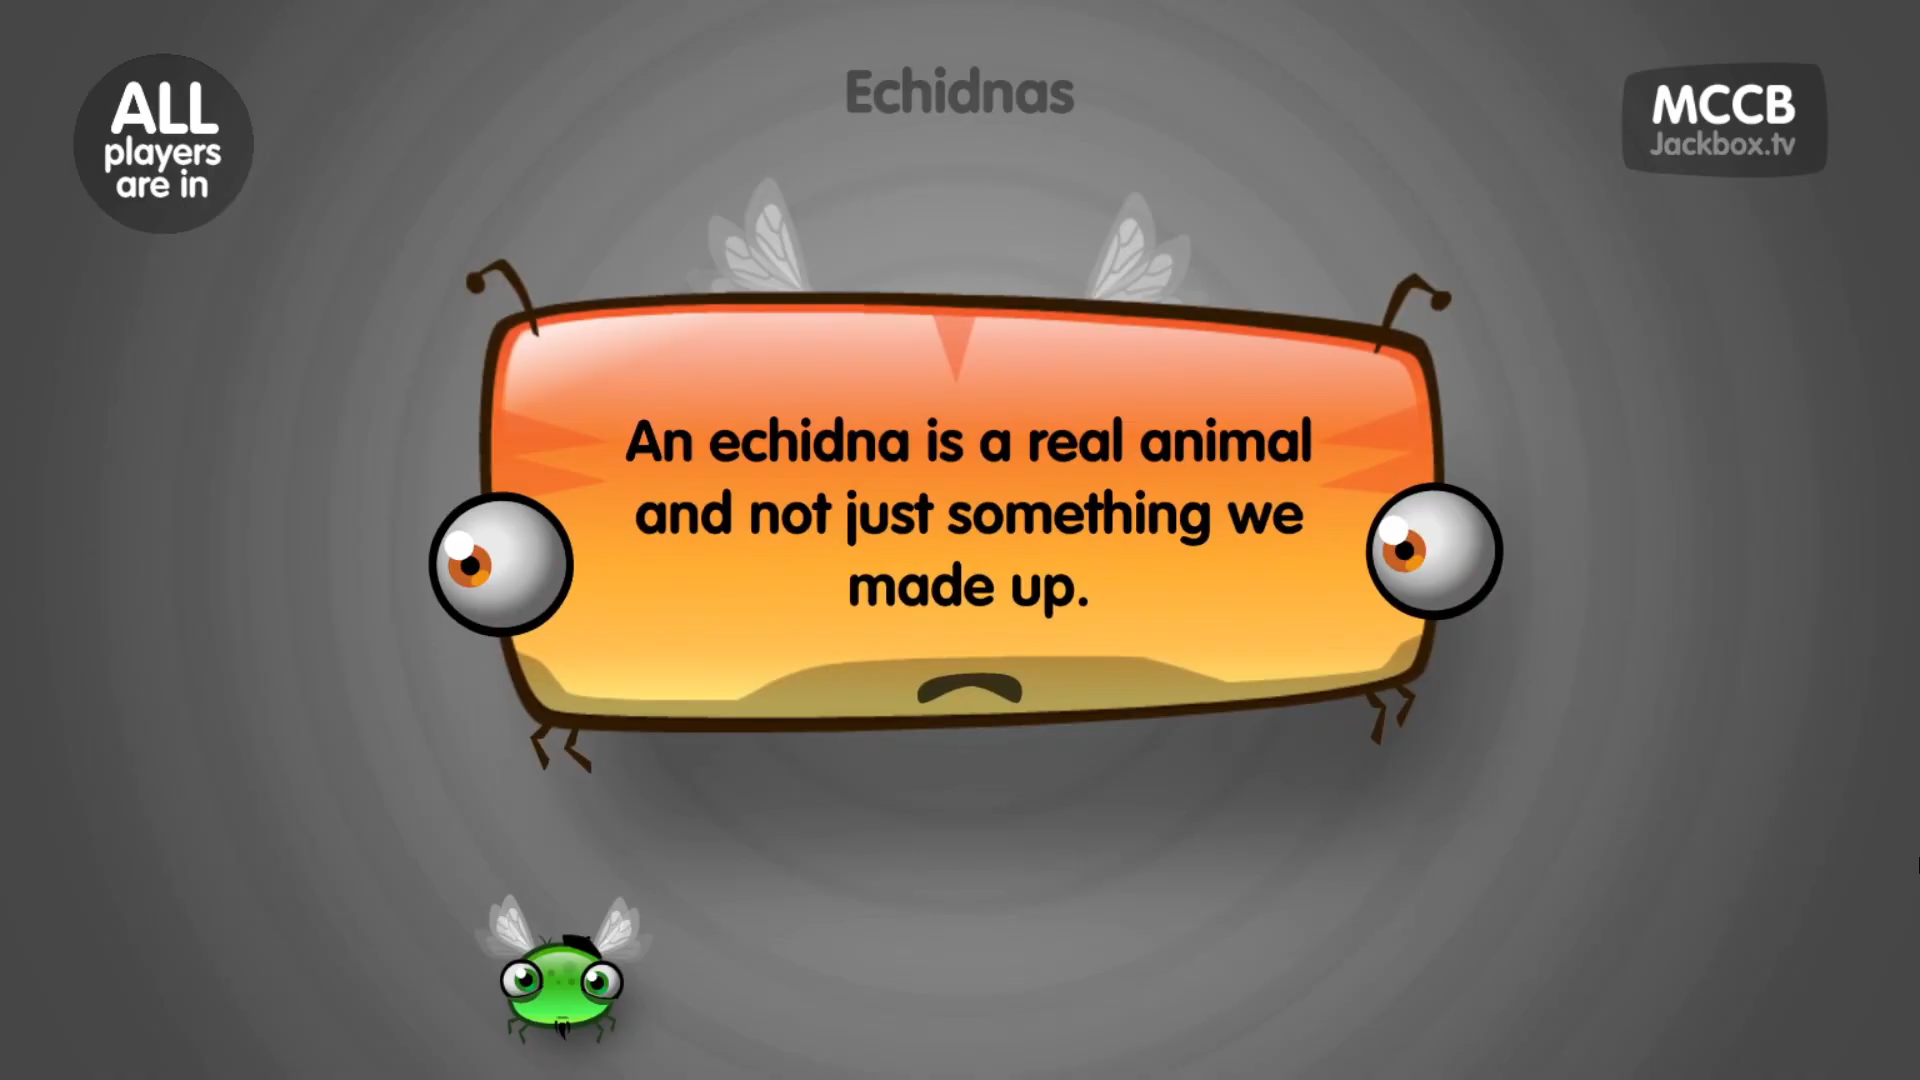 ALL
players
are in
Echidnas
MCCB
Jackbox.tv
An echidna is a real animal
and not just something we
made up.